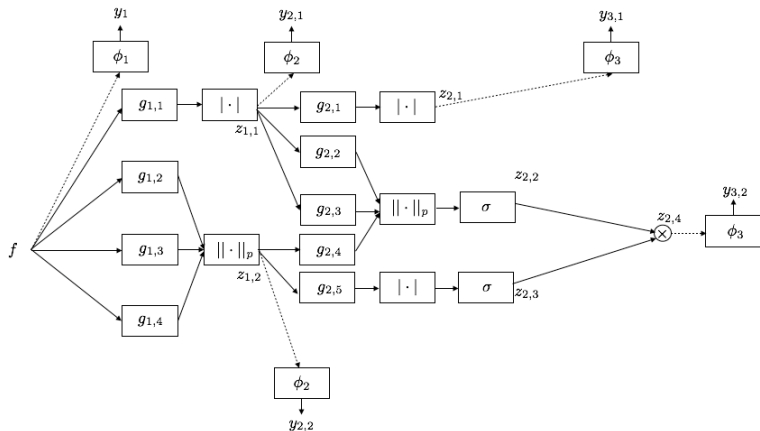 y₁
y₂,₁
y₃,₁
ϕ₁
ϕ₂
ϕ₃
g₁,₁
| · |
z₁,₁
g₂,₁
| · |
z₂,₁
g₂,₂
g₁,₂
g₂,₃
|| · ||ₚ
σ
z₂,₂
y₃,₂
z₂,₄
×
ϕ₃
f
g₁,₃
|| · ||ₚ
z₁,₂
g₂,₄
g₂,₅
| · |
σ
z₂,₃
g₁,₄
ϕ₂
y₂,₂